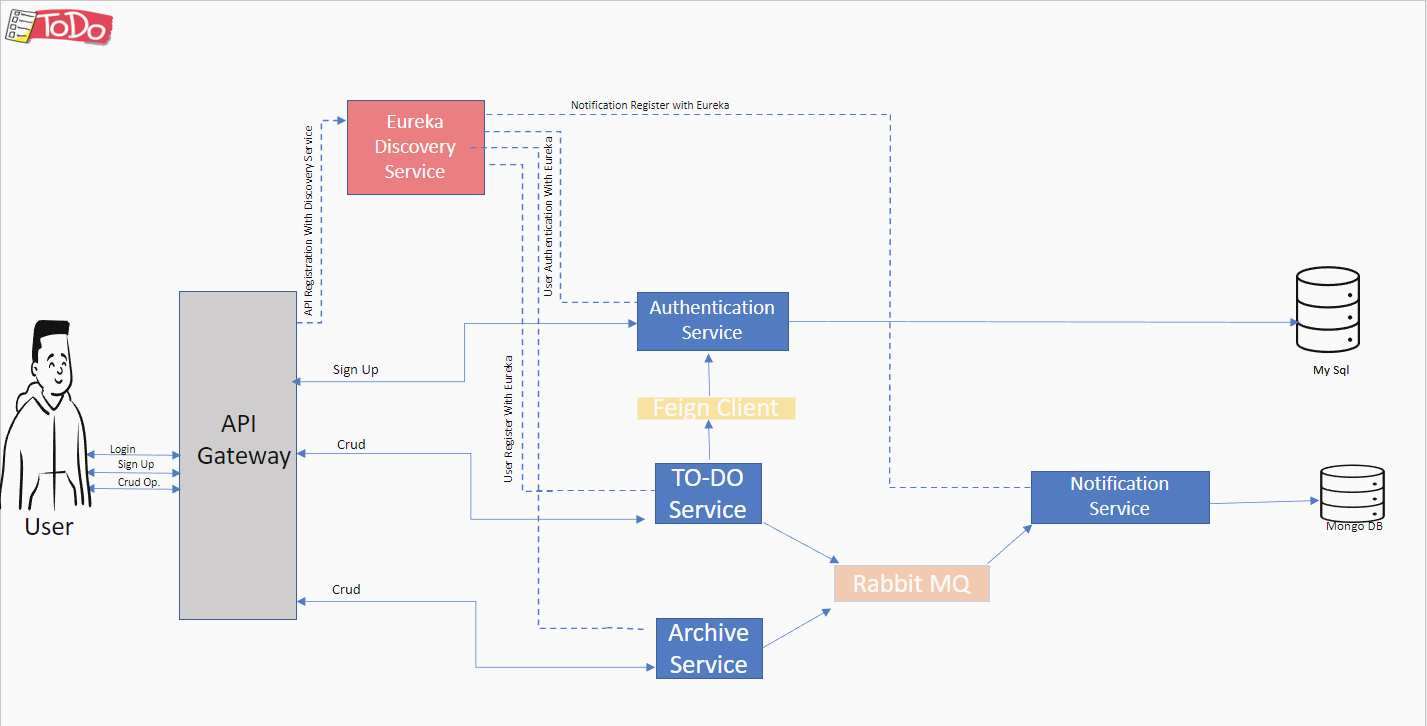 ToDo
Notification Register with Eureka
Eureka
Discovery
Service
API Registration With Discovery Service
User Authentication With Eureka
Authentication
Service
My Sql
Sign Up
User Register With Eureka
Feign Client
API
Gateway
Crud
Login
Sign Up
Crud Op.
User
TO-DO
Service
Notification
Service
Mongo DB
Rabbit MQ
Crud
Archive
Service